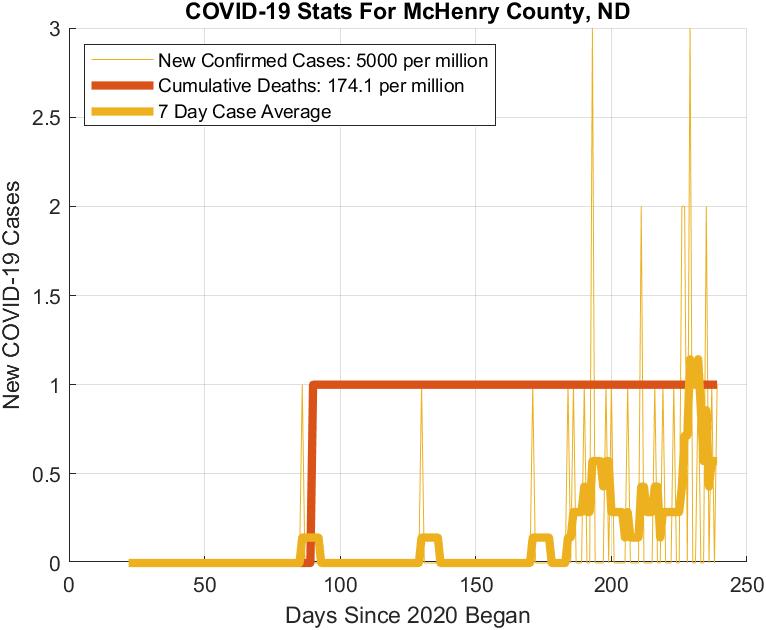 COVID-19 Stats For McHenry County, ND
New Confirmed Cases: 5000 per million
Cumulative Deaths: 174.1 per million
7 Day Case Average
New COVID-19 Cases
3
2.5
2
1.5
1
0.5
0
0 50 100 150 200 250
Days Since 2020 Began